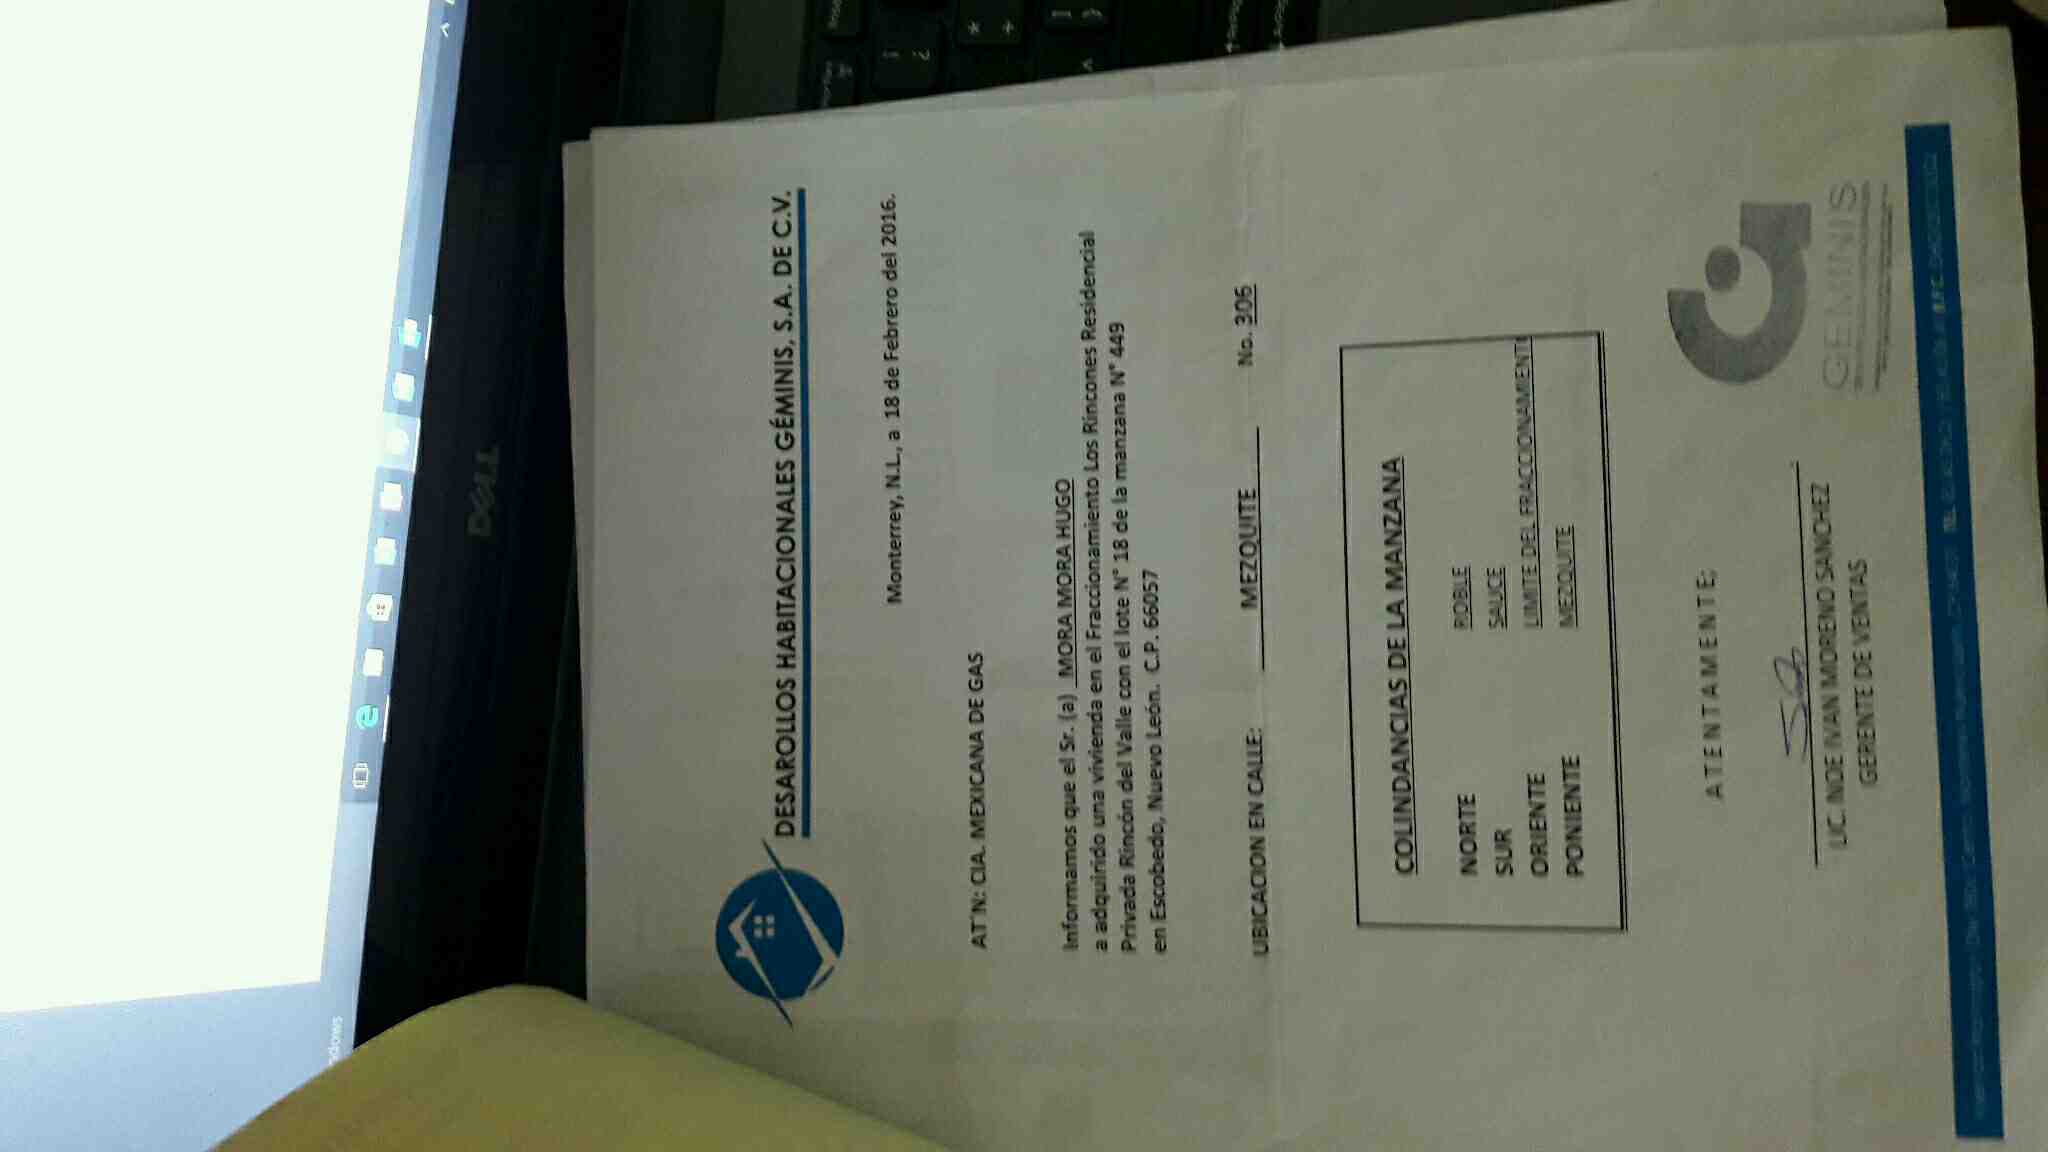 DELL
DESAROLLOS HABITACIONALES GÉMINIS, S.A. DE C.V.
Monterrey, N.L., a 18 de Febrero del 2016.
AT'N.: CIA. MEXICANA DE GAS
Informamos que el Sr. (a) MORA MORA HUGO
a adquirido una vivienda en el Fraccionamiento Los Rincones Residencial
Privada Rincón del Valle con el lote N° 18 de la manzana N° 449
en Escobedo, Nuevo León. C.P. 66057
UBICACION EN CALLE: MEZQUITE No. 306
COLINDANCIAS DE LA MANZANA
NORTE ROBLE
SUR SAUCE
ORIENTE LIMITE DEL FRACCIONAMIENT
PONIENTE MEZQUITE
ATENTAMENTE:
LIC. NOE IVAN MORENO SANCHEZ
GERENTE DE VENTAS
GEMINIS